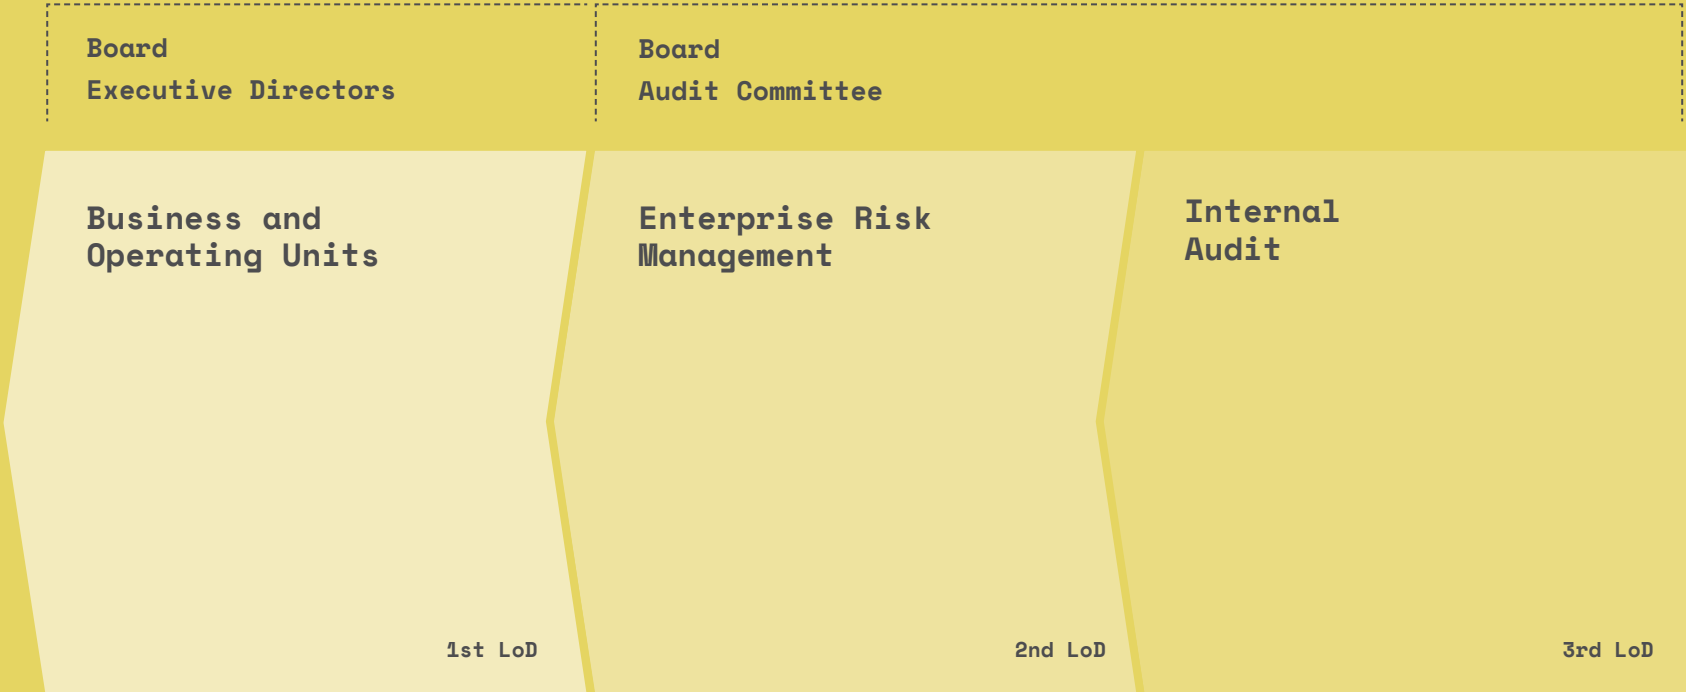 Board
Executive Directors
Board
Audit Committee
Business and
Operating Units
1st LoD
Enterprise Risk
Management
2nd LoD
Internal
Audit
3rd LoD